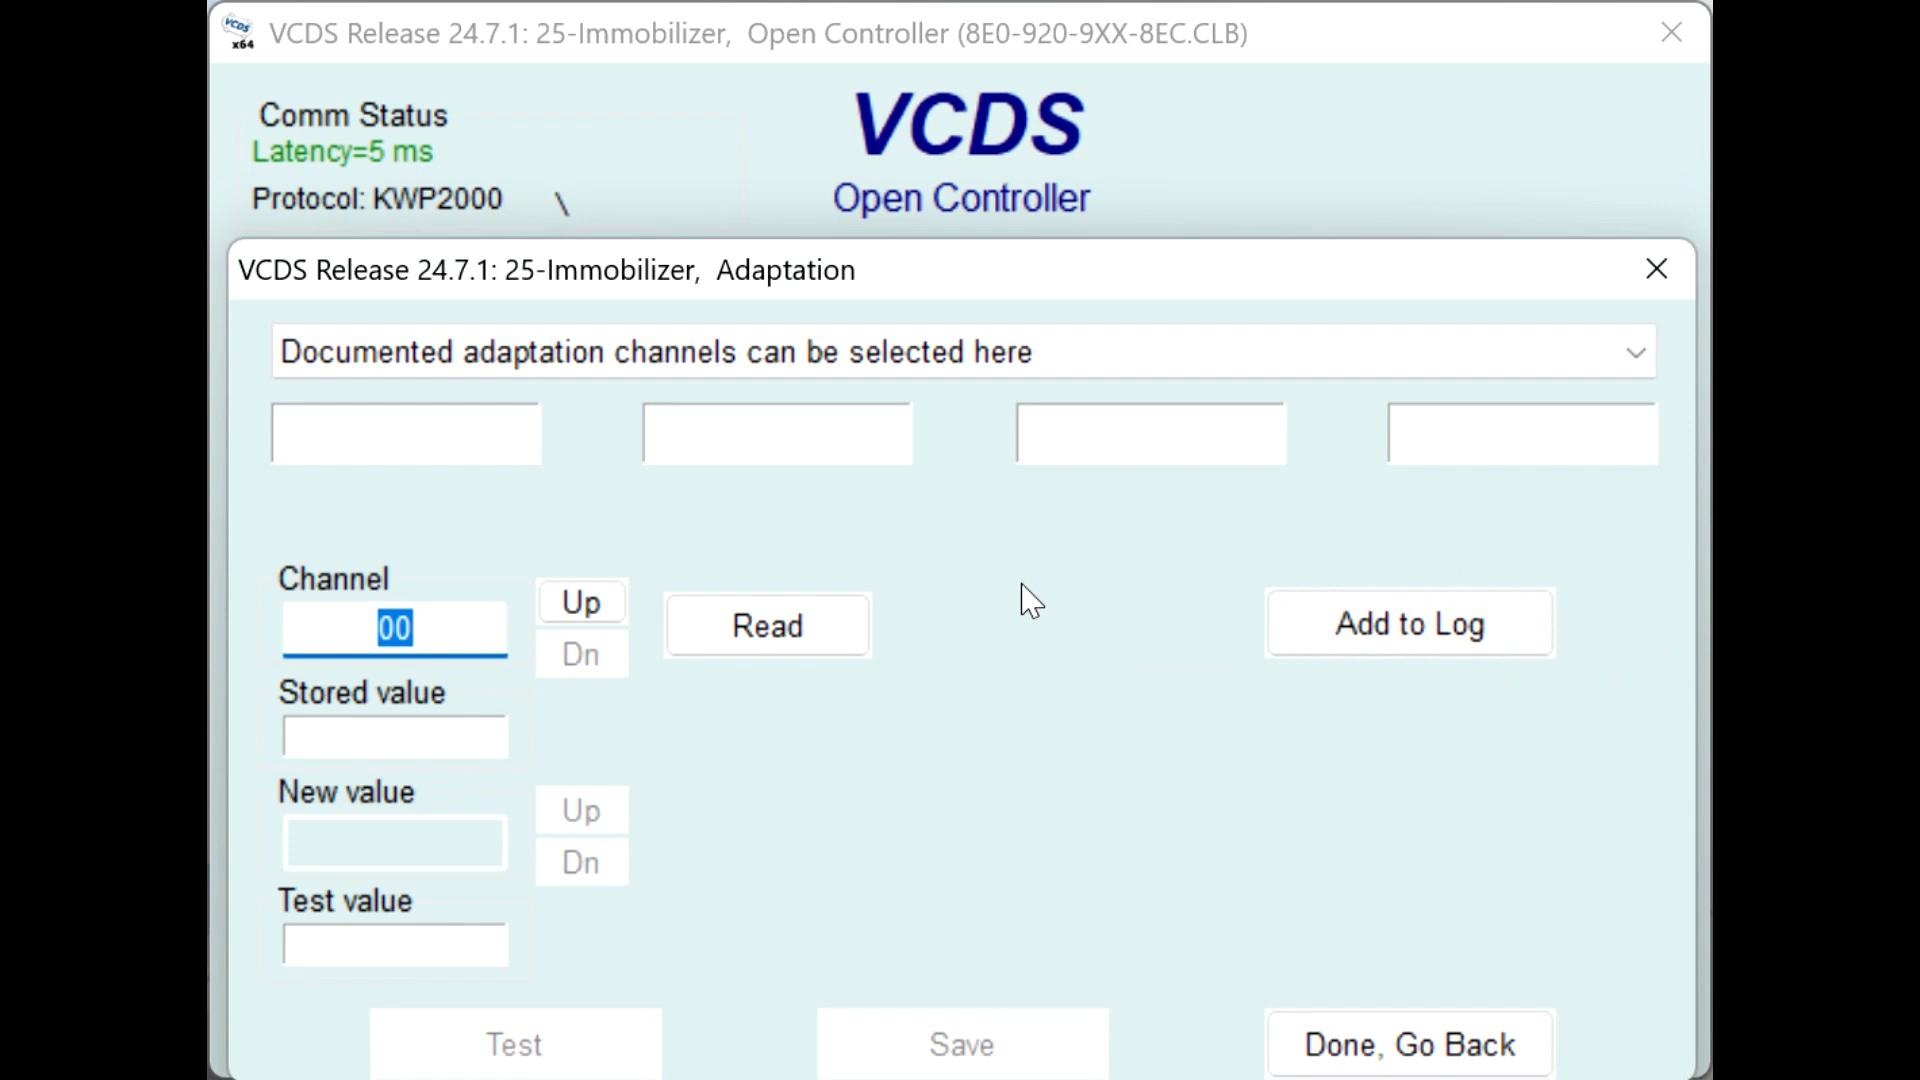 VCDS
x64
VCDS Release 24.7.1: 25-Immobilizer, Open Controller (8E0-920-9XX-8EC.CLB)
Comm Status
Latency=5 ms
Protocol: KWP2000 \
VCDS
Open Controller
VCDS Release 24.7.1: 25-Immobilizer, Adaptation
Documented adaptation channels can be selected here
Channel
00
Up
Dn
Read
Add to Log
Stored value
New value
Up
Dn
Test value
Test
Save
Done, Go Back